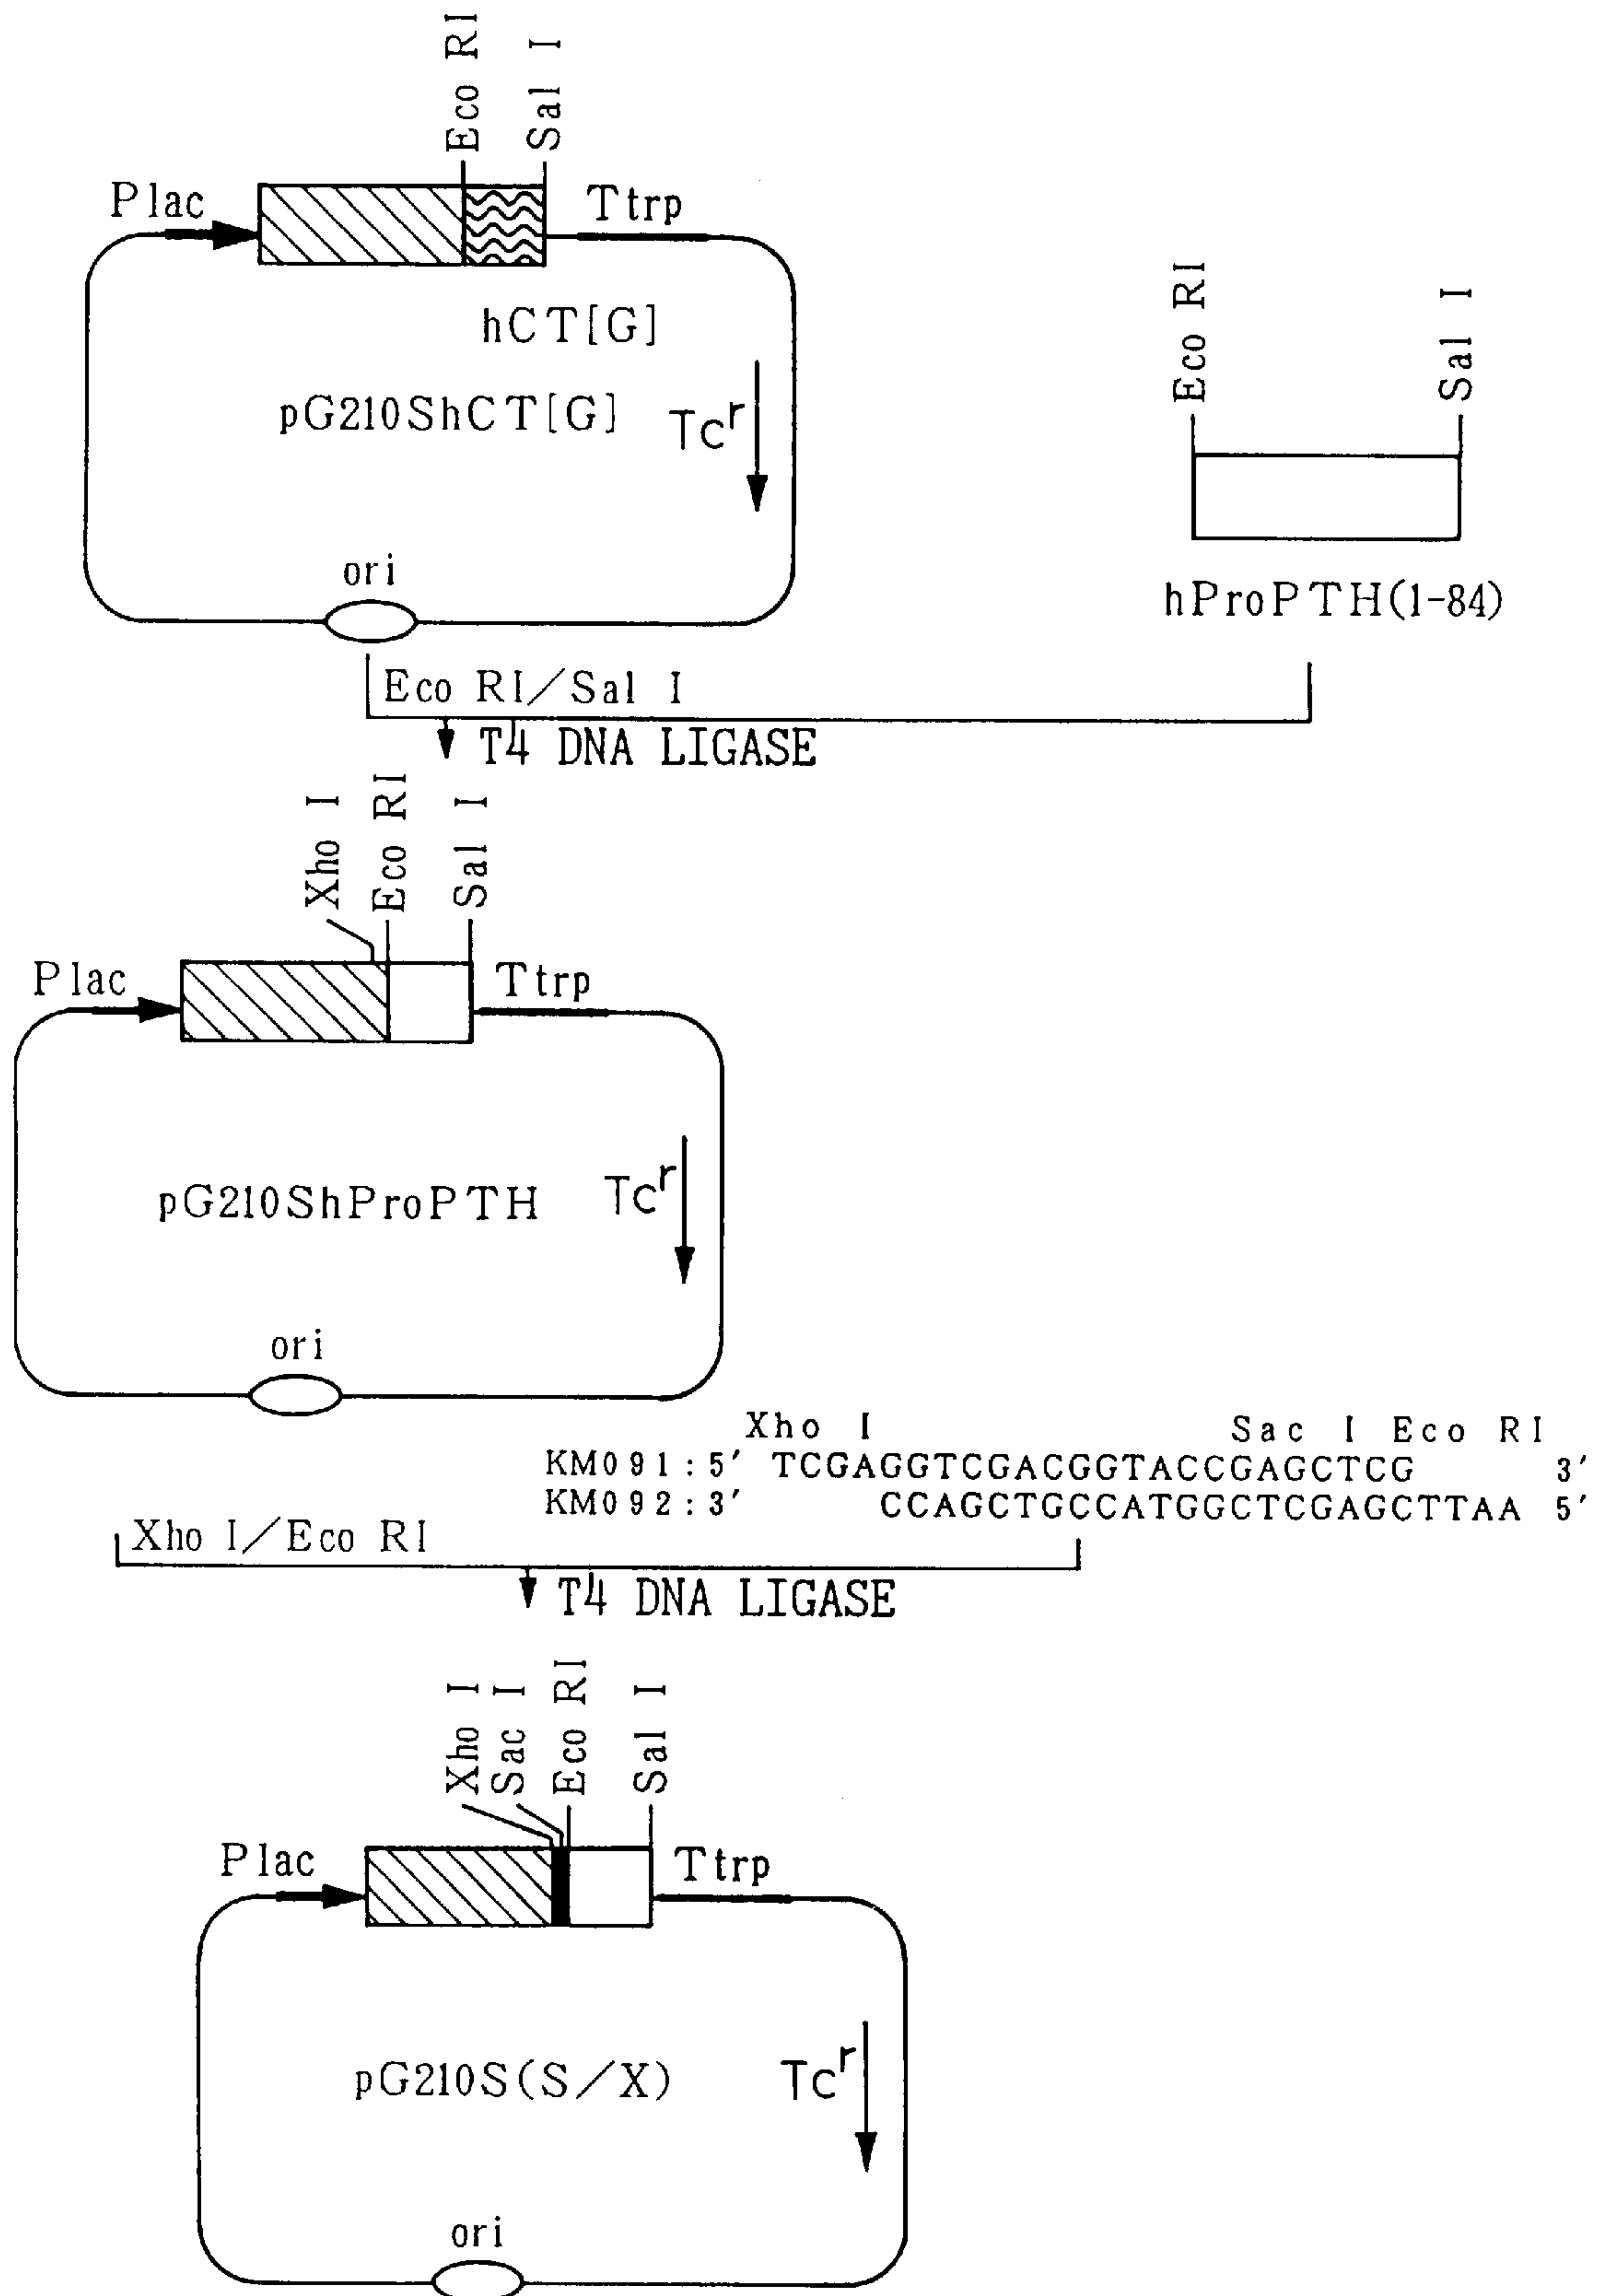 Eco RI
Sal I
Plac
Ttrp
hCT[G]
pG210ShCT[G]
Tcr
ori
Eco RI
Sal I
hProPTH(1-84)
Eco RI/Sal I
T4 DNA LIGASE
Xho I
Eco RI
Sal I
Plac
Ttrp
pG210ShProPTH
Tcr
ori
Xho I Sac I Eco RI
KM091:5' TCGAGGTCGACGGTACCGAGCTCG 3'
KM092:3' CCAGCTGCCATGGCTCGAGCTTAA 5'
Xho I/Eco RI
T4 DNA LIGASE
Xho I
Sac I
Eco RI
Sal I
Plac
Ttrp
pG210S(S/X)
Tcr
ori